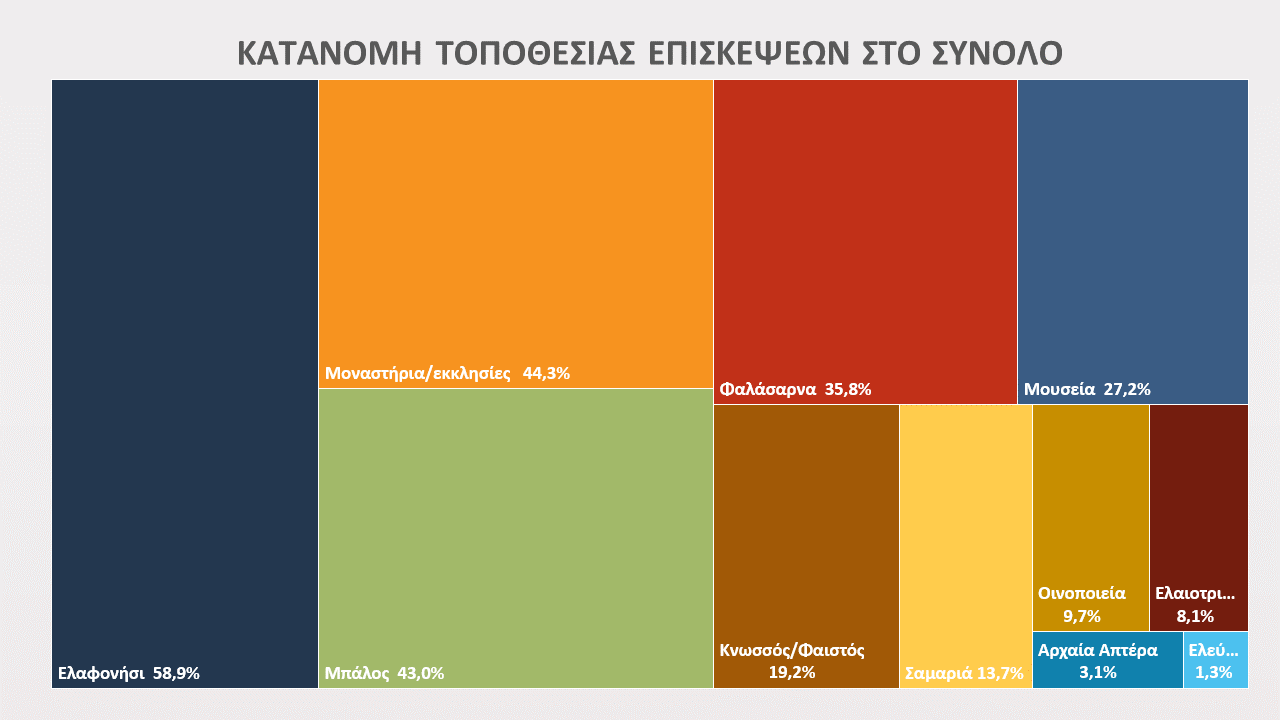 ΚΑΤΑΝΟΜΗ ΤΟΠΟΘΕΣΙΑΣ ΕΠΙΣΚΕΨΕΩΝ ΣΤΟ ΣΥΝΟΛΟ
Ελαφονήσι 58,9%
Μοναστήρια/εκκλησίες 44,3%
Μπάλος 43,0%
Φαλάσαρνα 35,8%
Μουσεία 27,2%
Κνωσσός/Φαιστός
19,2%
Σαμαριά 13,7%
Οινοποιεία
9,7%
Ελαιοτρι...
8,1%
Αρχαία Απτέρα
3,1%
Ελεύ...
1,3%